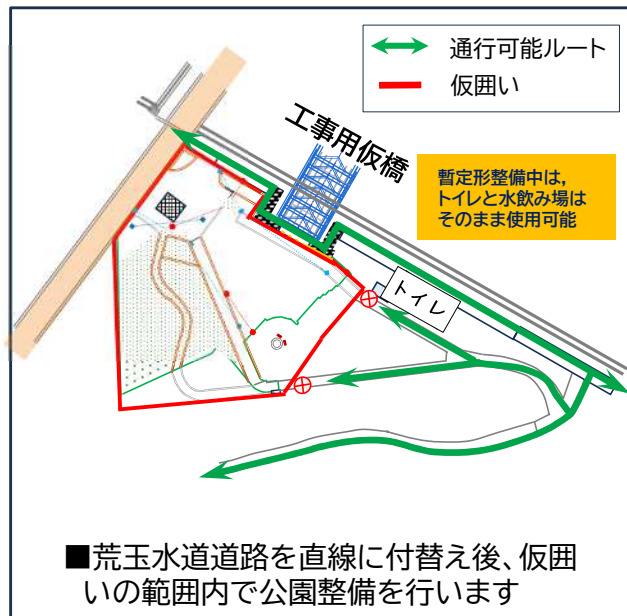 通行可能ルート
仮囲い
工事用仮橋
暫定形整備中は,
トイレと水飲み場は
そのまま使用可能
トイレ
■荒玉水道道路を直線に付替え後、仮囲
いの範囲内で公園整備を行います